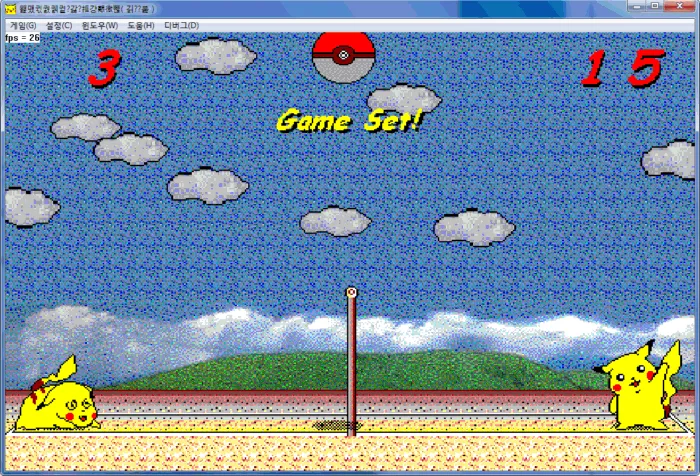 게임(G) 설정(C) 윈도우(W) 도움(H) 디버그(D)
fps = 26
3 15
Game Set!